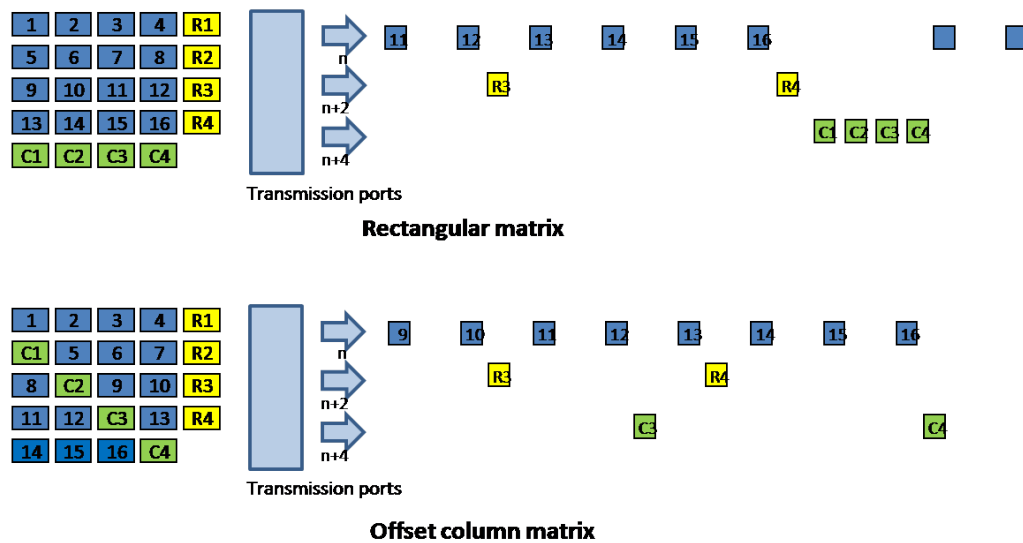 1 2 3 4 R1
5 6 7 8 R2
9 10 11 12 R3
13 14 15 16 R4
C1 C2 C3 C4
n
n+2
n+4
Transmission ports
11 12 13 14 15 16
R3 R4
C1 C2 C3 C4
Rectangular matrix
1 2 3 4 R1
C1 5 6 7 R2
8 C2 9 10 R3
11 12 C3 13 R4
14 15 16 C4
n
n+2
n+4
Transmission ports
9 10 11 12 13 14 15 16
R3 R4
C3 C4
Offset column matrix